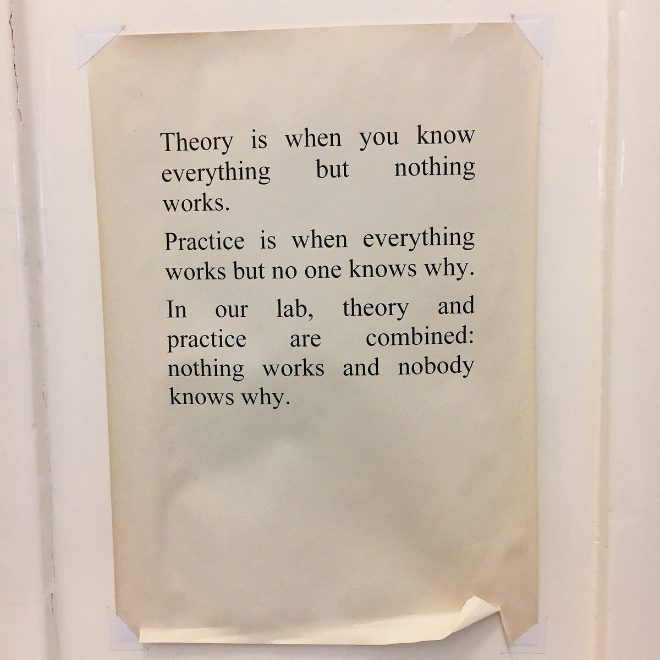 Theory is when you know
everything but nothing
works.
Practice is when everything
works but no one knows why.
In our lab, theory and
practice are combined:
nothing works and nobody
knows why.